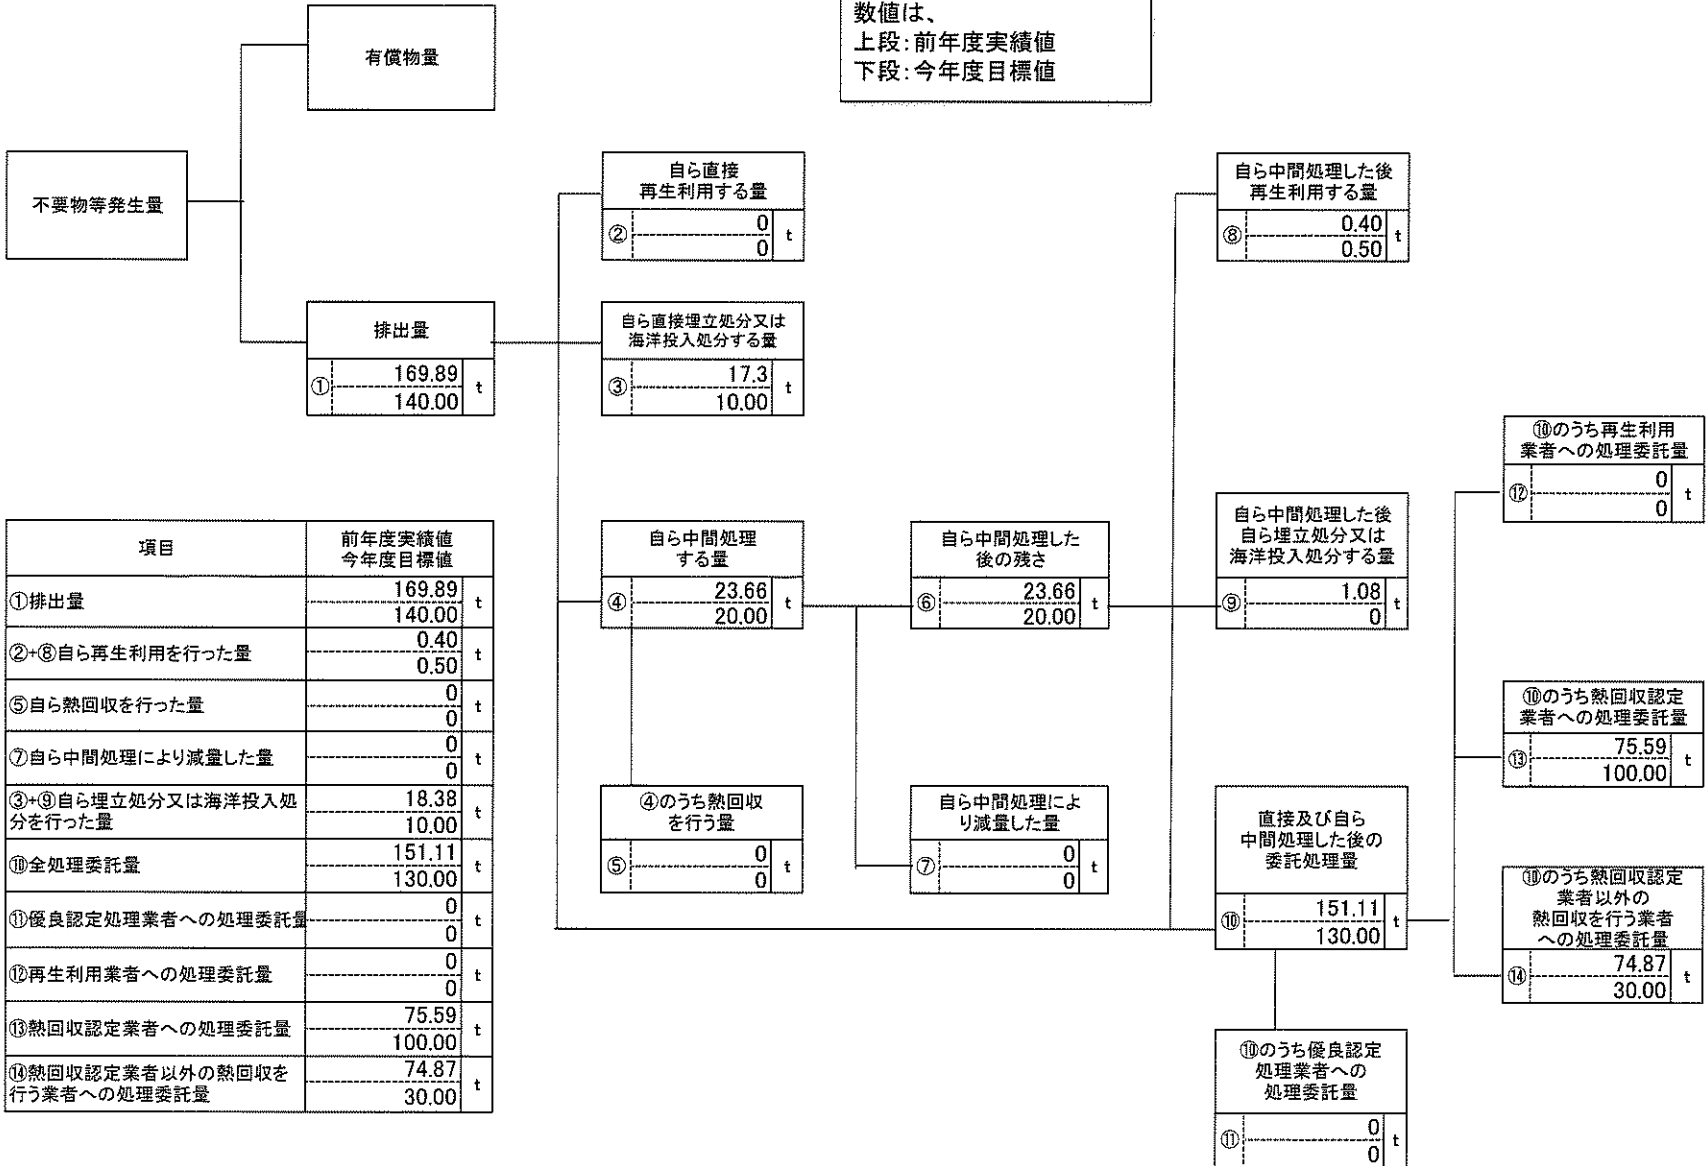 数値は、
上段：前年度実績値
下段：今年度目標値
有償物量
不要物等発生量
排出量
① 169.89 t
140.00
自ら直接
再生利用する量
② 0 t
0
自ら直接埋立処分又は
海洋投入処分する量
③ 17.3 t
10.00
自ら中間処理
する量
④ 23.66 t
20.00
④のうち熱回収
を行う量
⑤ 0 t
0
自ら中間処理した
後の残さ
⑥ 23.66 t
20.00
自ら中間処理によ
り減量した量
⑦ 0 t
0
自ら中間処理した後
再生利用する量
⑧ 0.40 t
0.50
自ら中間処理した後
自ら埋立処分又は
海洋投入処分する量
⑨ 1.08 t
0
直接及び自ら
中間処理した後の
委託処理量
⑩ 151.11 t
130.00
⑩のうち優良認定
処理業者への
処理委託量
⑪ 0 t
0
⑩のうち再生利用
業者への処理委託量
⑫ 0 t
0
⑩のうち熱回収認定
業者への処理委託量
⑬ 75.59 t
100.00
⑩のうち熱回収認定
業者以外の
熱回収を行う業者
への処理委託量
⑭ 74.87 t
30.00
項目 前年度実績値
今年度目標値
①排出量 169.89 t
140.00
②+⑧自ら再生利用を行った量 0.40 t
0.50
⑤自ら熱回収を行った量 0 t
0
⑦自ら中間処理により減量した量 0 t
0
③+⑨自ら埋立処分又は海洋投入処 18.38 t
分を行った量 10.00
⑩全処理委託量 151.11 t
130.00
⑪優良認定処理業者への処理委託量 0 t
0
⑫再生利用業者への処理委託量 0 t
0
⑬熱回収認定業者への処理委託量 75.59 t
100.00
⑭熱回収認定業者以外の熱回収を 74.87 t
行う業者への処理委託量 30.00